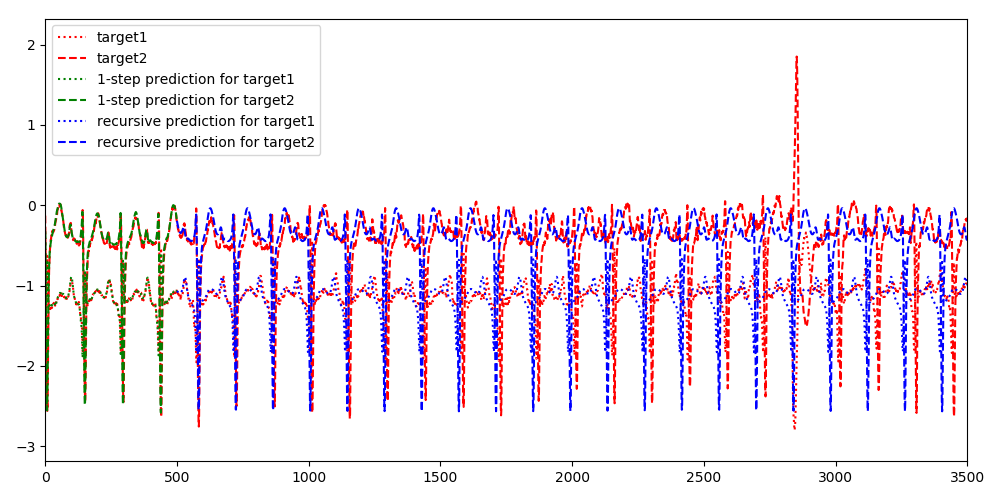 target1
target2
1-step prediction for target1
1-step prediction for target2
recursive prediction for target1
recursive prediction for target2
2
1
0
−1
−2
−3
0 500 1000 1500 2000 2500 3000 3500